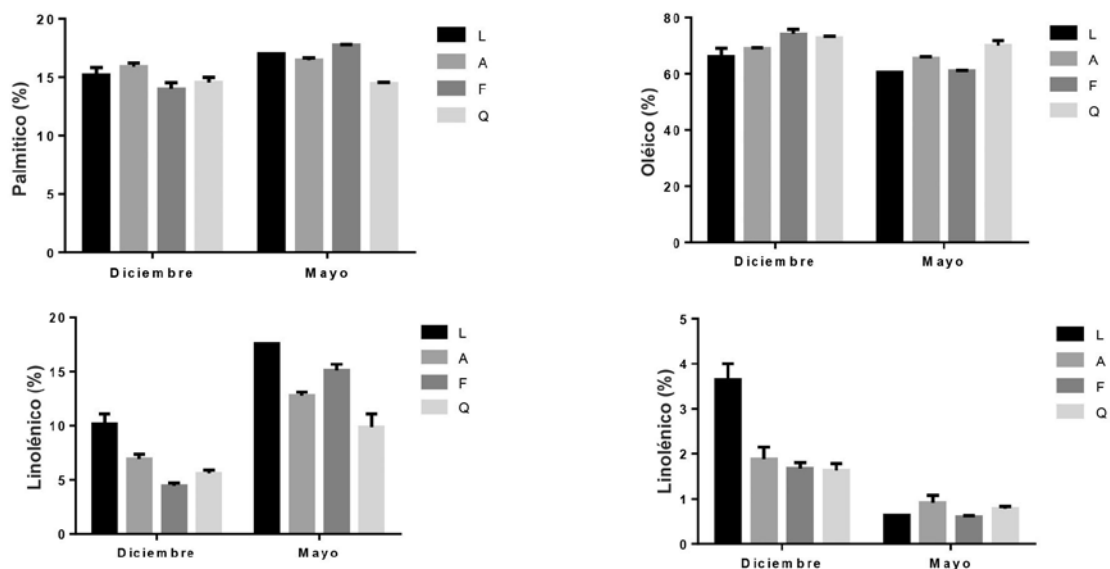 Palmitico (%)
20
15
10
5
0
Diciembre
Mayo
L
A
F
Q
Oléico (%)
80
60
40
20
0
Diciembre
Mayo
L
A
F
Q
Linolénico (%)
20
15
10
5
0
Diciembre
Mayo
L
A
F
Q
Linolénico (%)
5
4
3
2
1
0
Diciembre
Mayo
L
A
F
Q